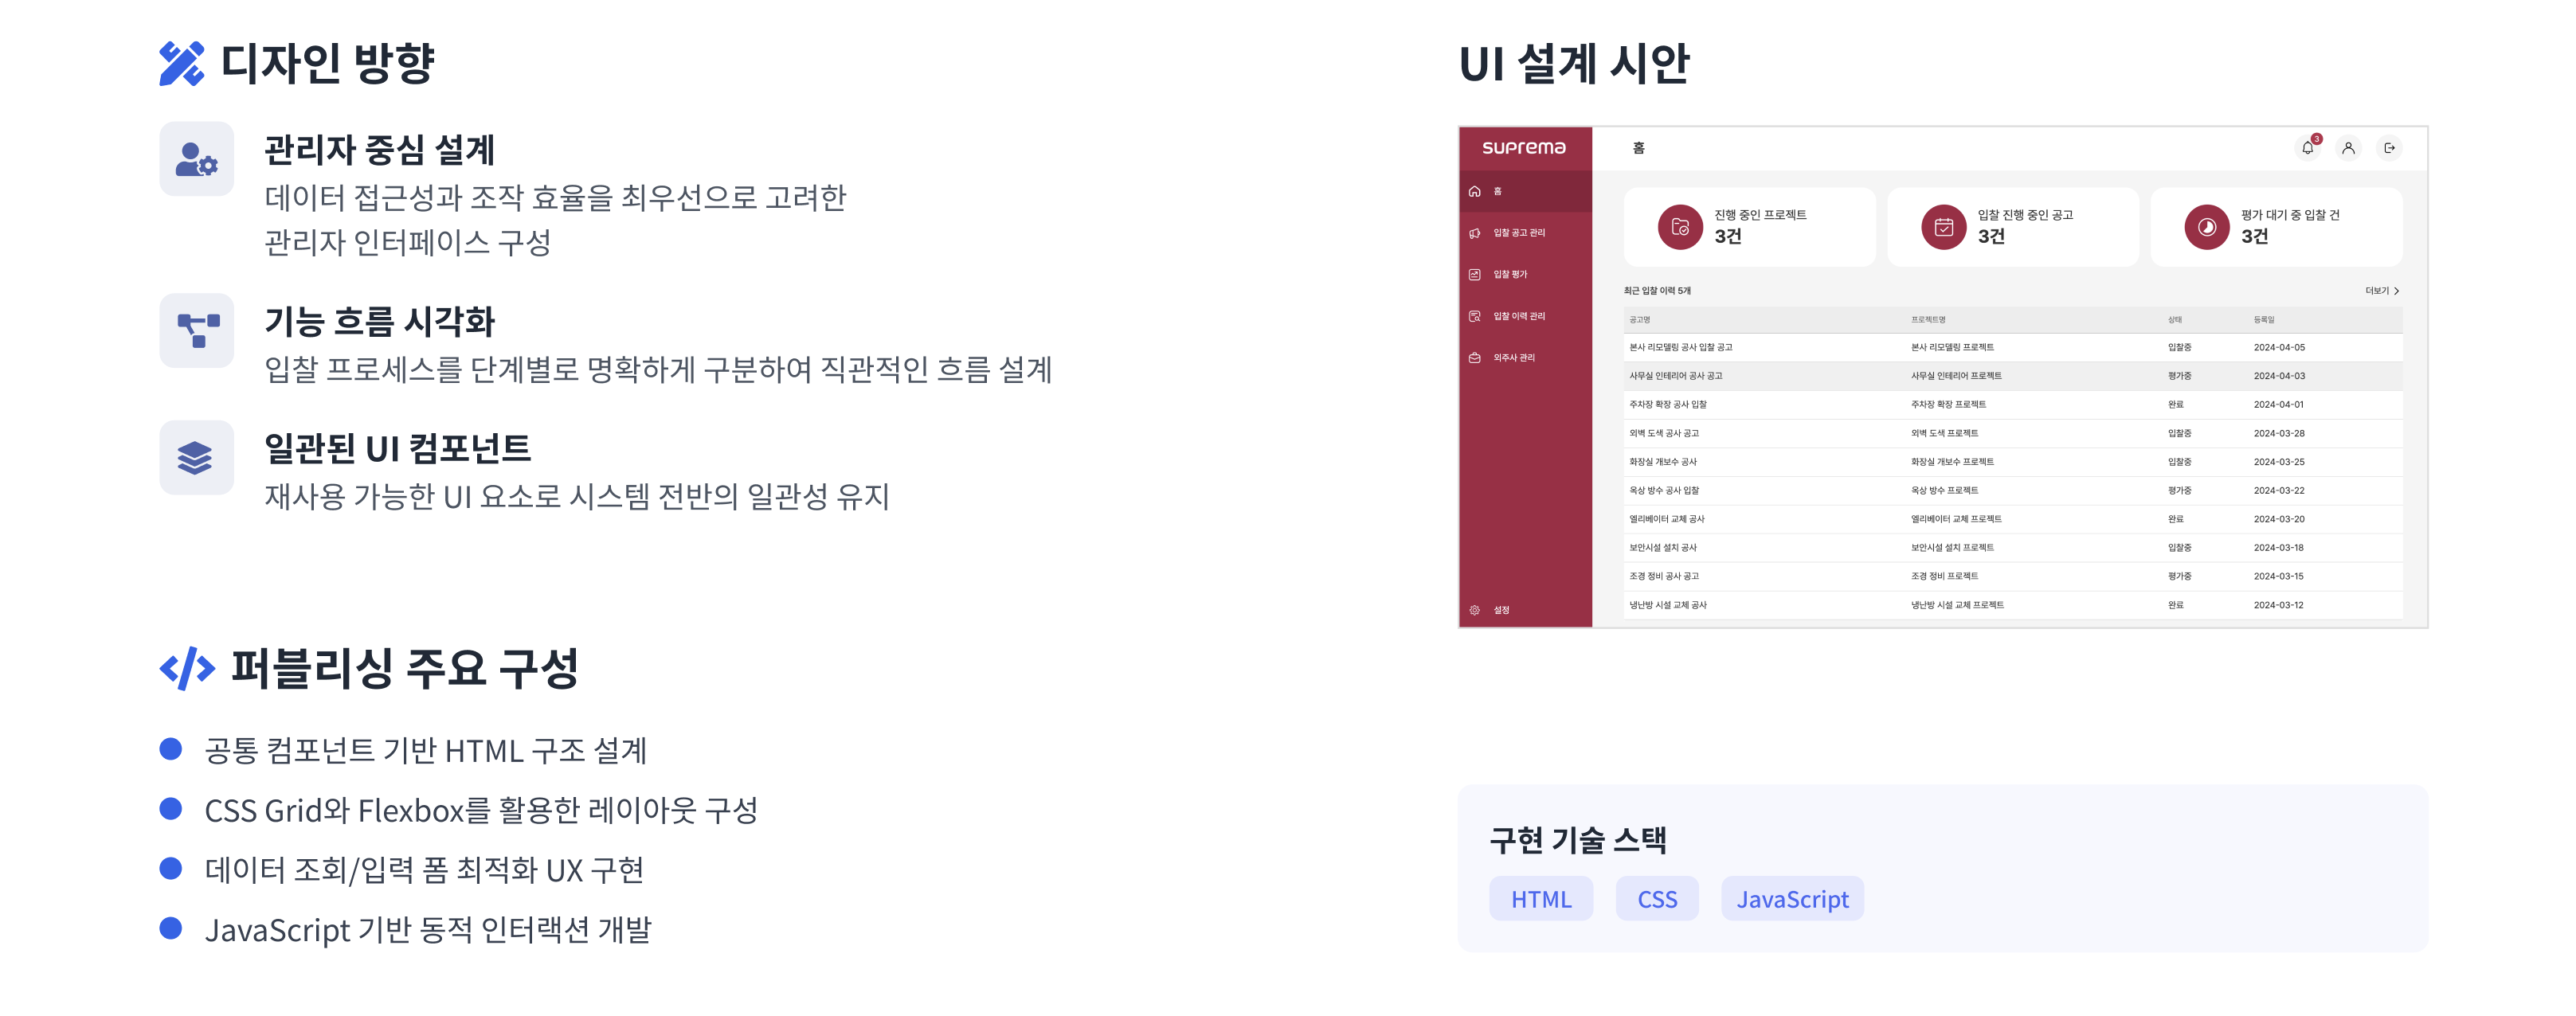 디자인 방향
관리자 중심 설계
데이터 접근성과 조작 효율을 최우선으로 고려한
관리자 인터페이스 구성
기능 흐름 시각화
입찰 프로세스를 단계별로 명확하게 구분하여 직관적인 흐름 설계
일관된 UI 컴포넌트
재사용 가능한 UI 요소로 시스템 전반의 일관성 유지
퍼블리싱 주요 구성
공통 컴포넌트 기반 HTML 구조 설계
CSS Grid와 Flexbox를 활용한 레이아웃 구성
데이터 조회/입력 폼 최적화 UX 구현
JavaScript 기반 동적 인터랙션 개발
UI 설계 시안
suprema
홈
입찰 공고 관리
입찰 평가
입찰 이력 관리
외주사 관리
설정
홈
3
진행 중인 프로젝트
3건
입찰 진행 중인 공고
3건
평가 대기 중 입찰 건
3건
최근 입찰 이력 5개 더보기
공고명 프로젝트명 상태 등록일
본사 리모델링 공사 입찰 공고 본사 리모델링 프로젝트 입찰중 2024-04-05
사무실 인테리어 공사 공고 사무실 인테리어 프로젝트 평가중 2024-04-03
주차장 확장 공사 입찰 주차장 확장 프로젝트 완료 2024-04-01
외벽 도색 공사 공고 외벽 도색 프로젝트 입찰중 2024-03-28
화장실 개보수 공사 화장실 개보수 프로젝트 입찰중 2024-03-25
옥상 방수 공사 입찰 옥상 방수 프로젝트 평가중 2024-03-22
엘리베이터 교체 공사 엘리베이터 교체 프로젝트 완료 2024-03-20
보안시설 설치 공사 보안시설 설치 프로젝트 입찰중 2024-03-18
조경 정비 공사 공고 조경 정비 프로젝트 평가중 2024-03-15
냉난방 시설 교체 공사 냉난방 시설 교체 프로젝트 완료 2024-03-12
구현 기술 스택
HTML CSS JavaScript